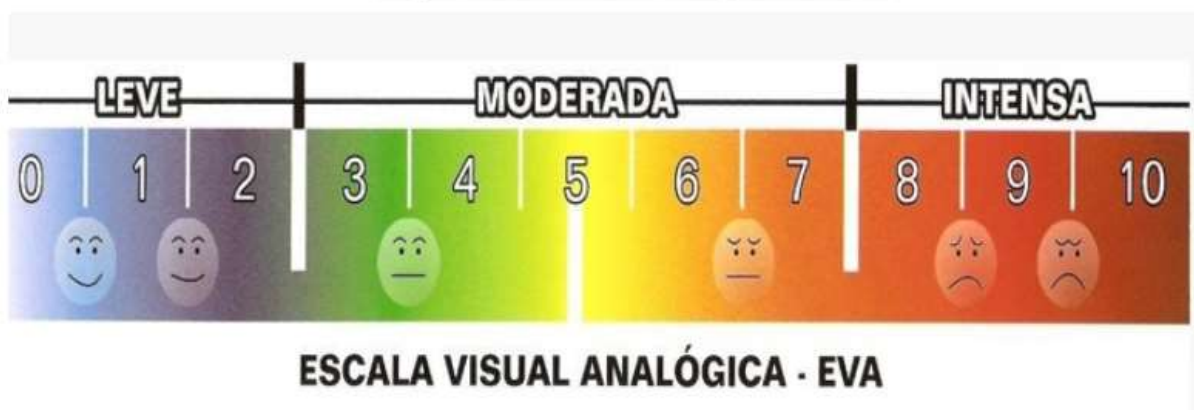 LEVE MODERADA INTENSA
0 1 2 3 4 5 6 7 8 9 10
ESCALA VISUAL ANALÓGICA - EVA